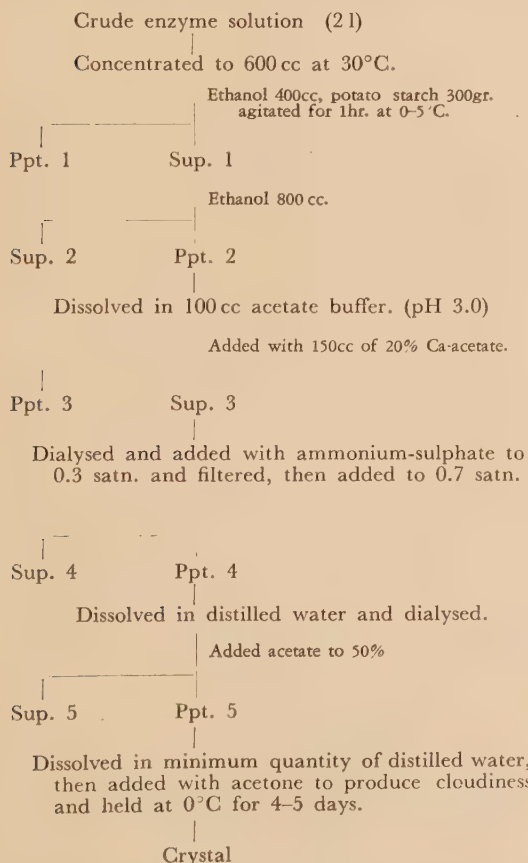 Crude enzyme solution (2 l)
Concentrated to 600 cc at 30°C.
Ethanol 400cc, potato starch 300gr.
agitated for 1hr. at 0–5°C.
Ppt. 1 Sup. 1
Ethanol 800 cc.
Sup. 2 Ppt. 2
Dissolved in 100 cc acetate buffer. (pH 3.0)
Added with 150cc of 20% Ca-acetate.
Ppt. 3 Sup. 3
Dialysed and added with ammonium-sulphate to
0.3 satn. and filtered, then added to 0.7 satn.
Sup. 4 Ppt. 4
Dissolved in distilled water and dialysed.
Added acetate to 50%
Sup. 5 Ppt. 5
Dissolved in minimum quantity of distilled water,
then added with acetone to produce cloudiness
and held at 0°C for 4–5 days.
Crystal